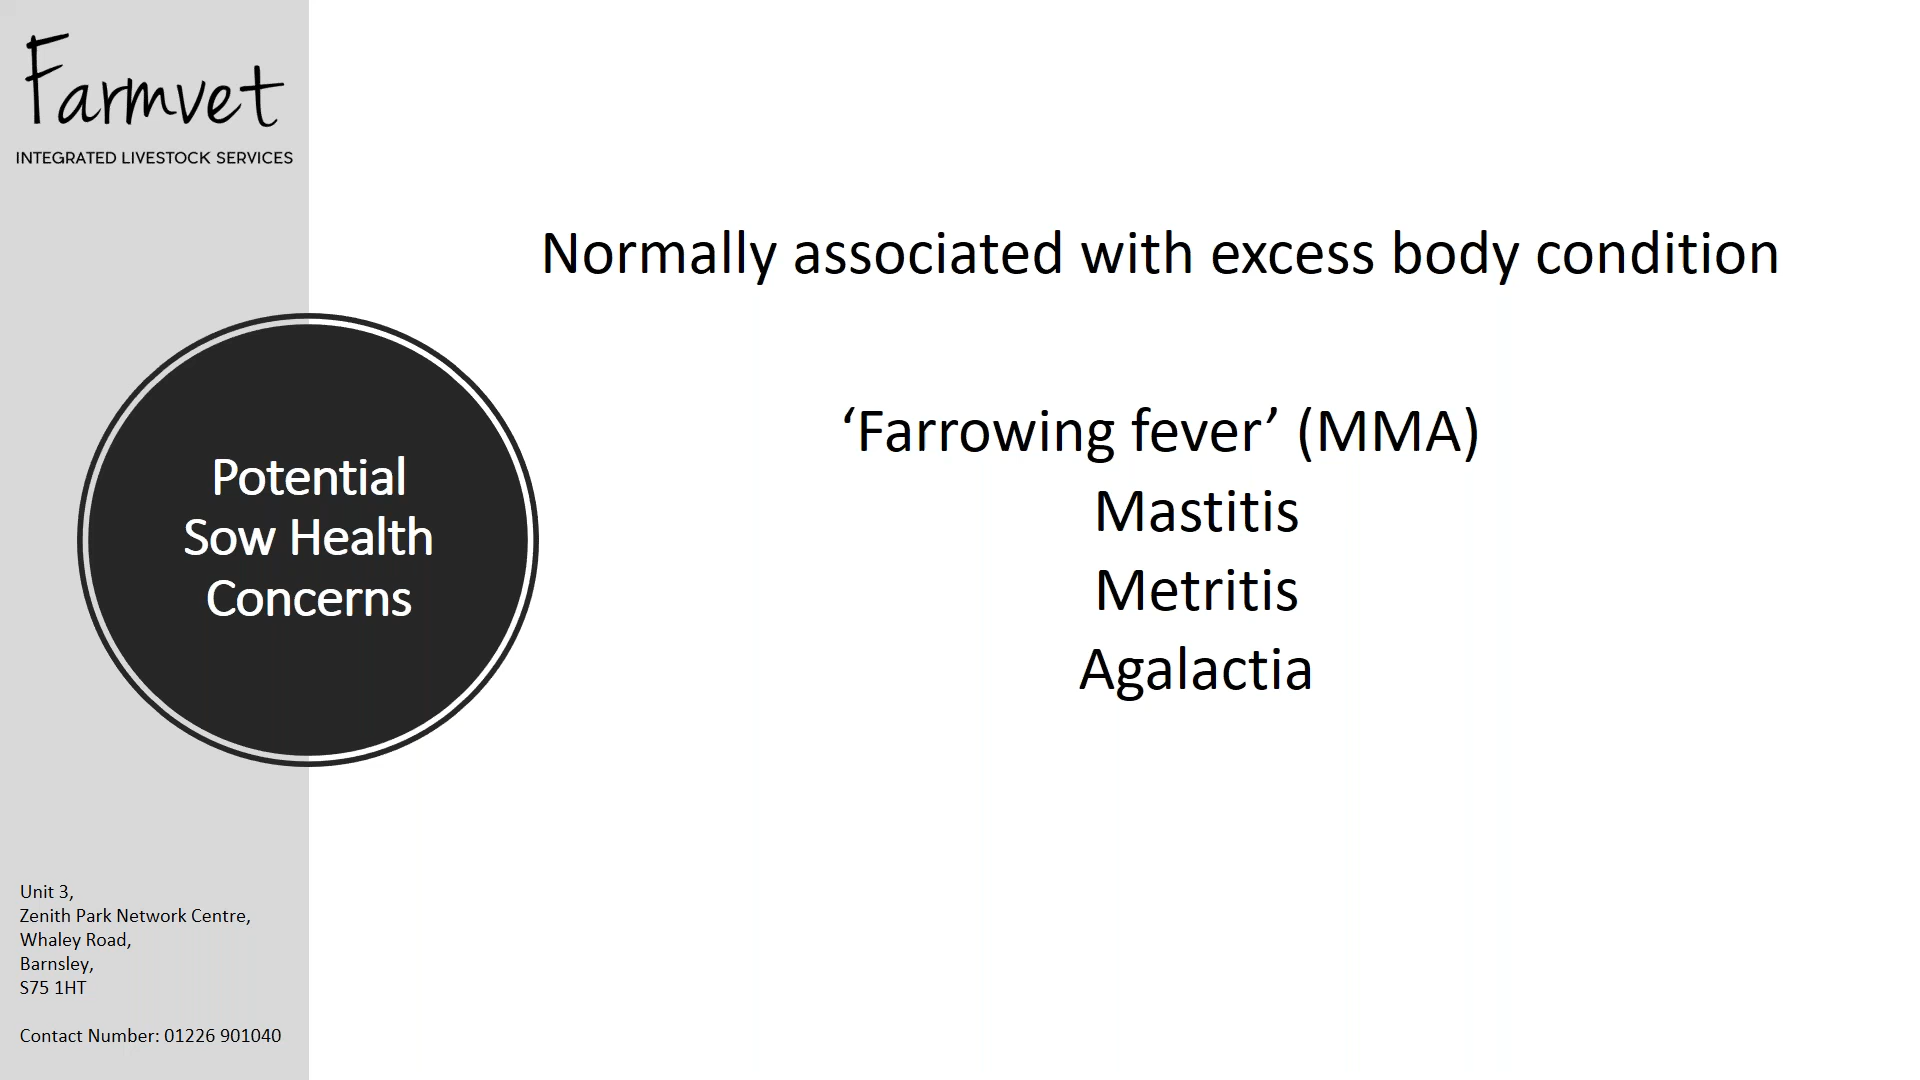 Farmvet
INTEGRATED LIVESTOCK SERVICES
Normally associated with excess body condition
Potential
Sow Health
Concerns
‘Farrowing fever’ (MMA)
Mastitis
Metritis
Agalactia
Unit 3,
Zenith Park Network Centre,
Whaley Road,
Barnsley,
S75 1HT
Contact Number: 01226 901040